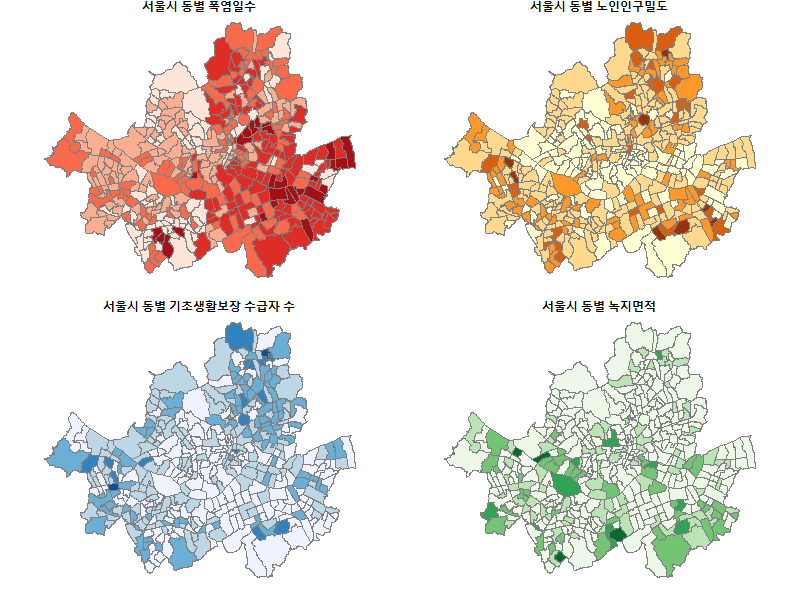 서울시 동별 폭염일수
서울시 동별 노인인구밀도
서울시 동별 기초생활보장 수급자 수
서울시 동별 녹지면적